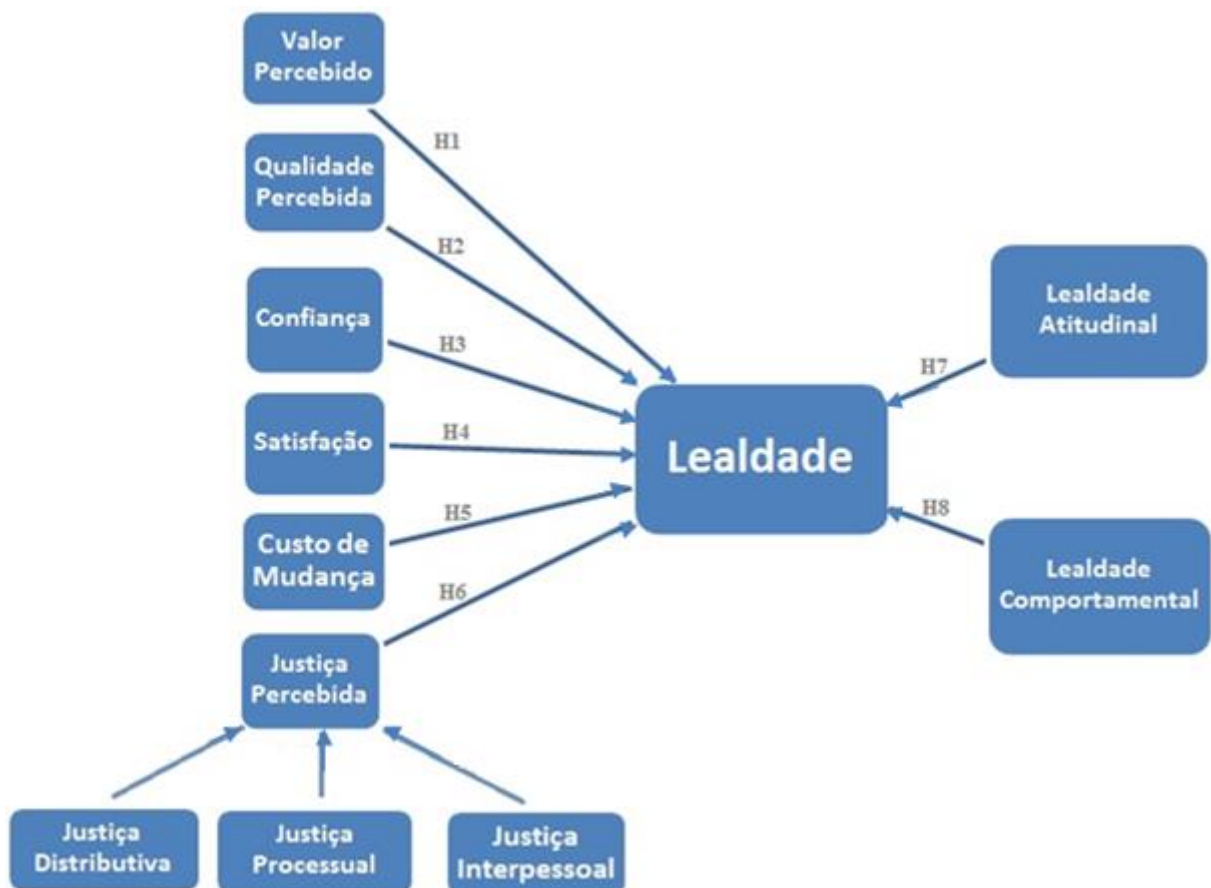 Valor
Percebido
H1
Qualidade
Percebida
H2
Confiança
H3
Satisfação
H4
Custo de
Mudança
H5
Justiça
Percebida
H6
Justiça
Distributiva
Justiça
Processual
Justiça
Interpessoal
Lealdade
H7
Lealdade
Atitudinal
H8
Lealdade
Comportamental